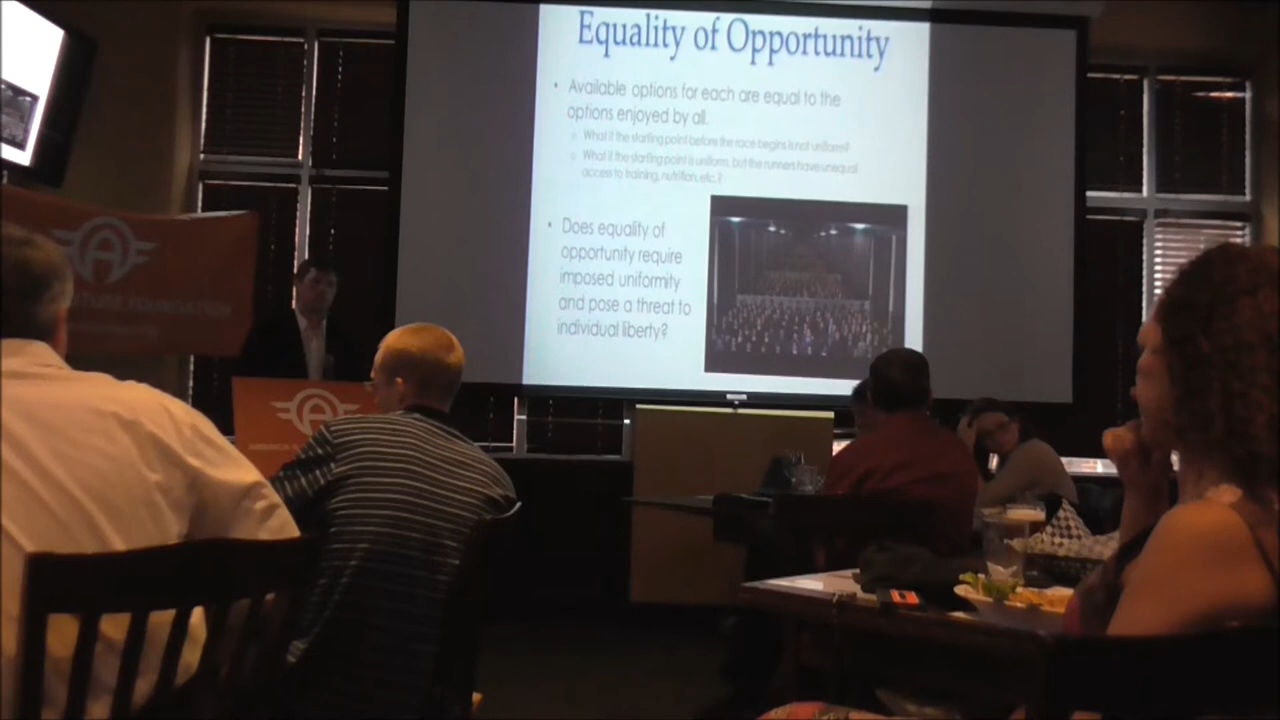 Equality of Opportunity
• Available options for each are equal to the
options enjoyed by all.
○ What if the starting point before the race begins is not uniform?
○ What if the starting point is uniform, but the runners have unequal
access to training, nutrition, etc.?
• Does equality of
opportunity require
imposed uniformity
and pose a threat to
individual liberty?
A
A